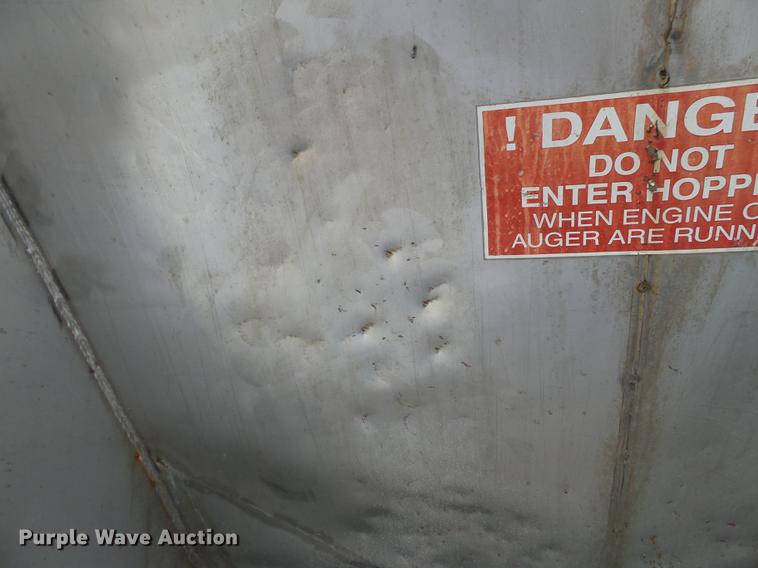 ! DANGE
DO NOT
ENTER HOPP
WHEN ENGINE O
AUGER ARE RUNN
Purple Wave Auction